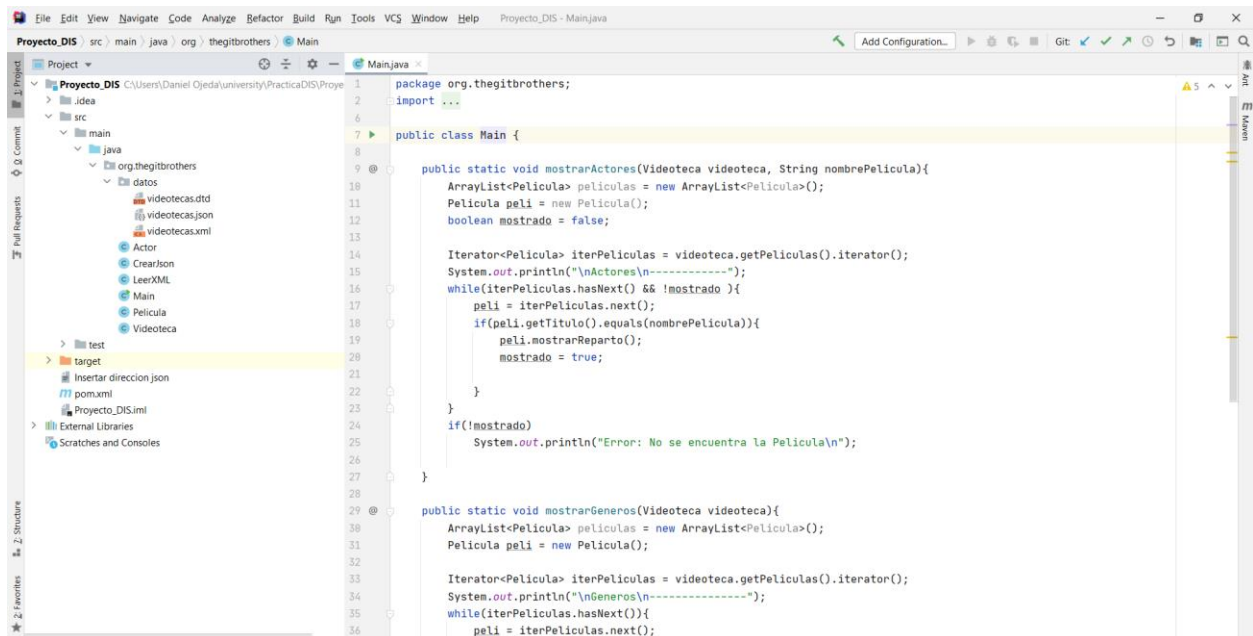 File Edit View Navigate Code Analyze Refactor Build Run Tools VCS Window Help Proyecto_DIS - Main.java
Proyecto_DIS src main java org thegitbrothers Main
Add Configuration... Git:
Project
Main.java
Proyecto_DIS C:\Users\Daniel Ojeda\university\PracticaDIS\Proye
.idea
src
main
java
org.thegitbrothers
datos
videotecas.dtd
videotecas.json
videotecas.xml
Actor
CrearJson
LeerXML
Main
Pelicula
Videoteca
test
target
Insertar direccion json
pom.xml
Proyecto_DIS.iml
External Libraries
Scratches and Consoles
1: Project
0: Commit
Pull Requests
7: Structure
2: Favorites
1 package org.thegitbrothers;
2 import ...
6
7 public class Main {
8
9 @ public static void mostrarActores(Videoteca videoteca, String nombrePelicula){
10 ArrayList<Pelicula> peliculas = new ArrayList<Pelicula>();
11 Pelicula peli = new Pelicula();
12 boolean mostrado = false;
13
14 Iterator<Pelicula> iterPeliculas = videoteca.getPeliculas().iterator();
15 System.out.println("\nActores\n------------");
16 while(iterPeliculas.hasNext() && !mostrado ){
17 peli = iterPeliculas.next();
18 if(peli.getTitulo().equals(nombrePelicula)){
19 peli.mostrarReparto();
20 mostrado = true;
21
22 }
23 }
24 if(!mostrado)
25 System.out.println("Error: No se encuentra la Pelicula\n");
26
27 }
28
29 @ public static void mostrarGeneros(Videoteca videoteca){
30 ArrayList<Pelicula> peliculas = new ArrayList<Pelicula>();
31 Pelicula peli = new Pelicula();
32
33 Iterator<Pelicula> iterPeliculas = videoteca.getPeliculas().iterator();
34 System.out.println("\nGeneros\n---------------");
35 while(iterPeliculas.hasNext()){
36 peli = iterPeliculas.next();
5
Ant
m Maven